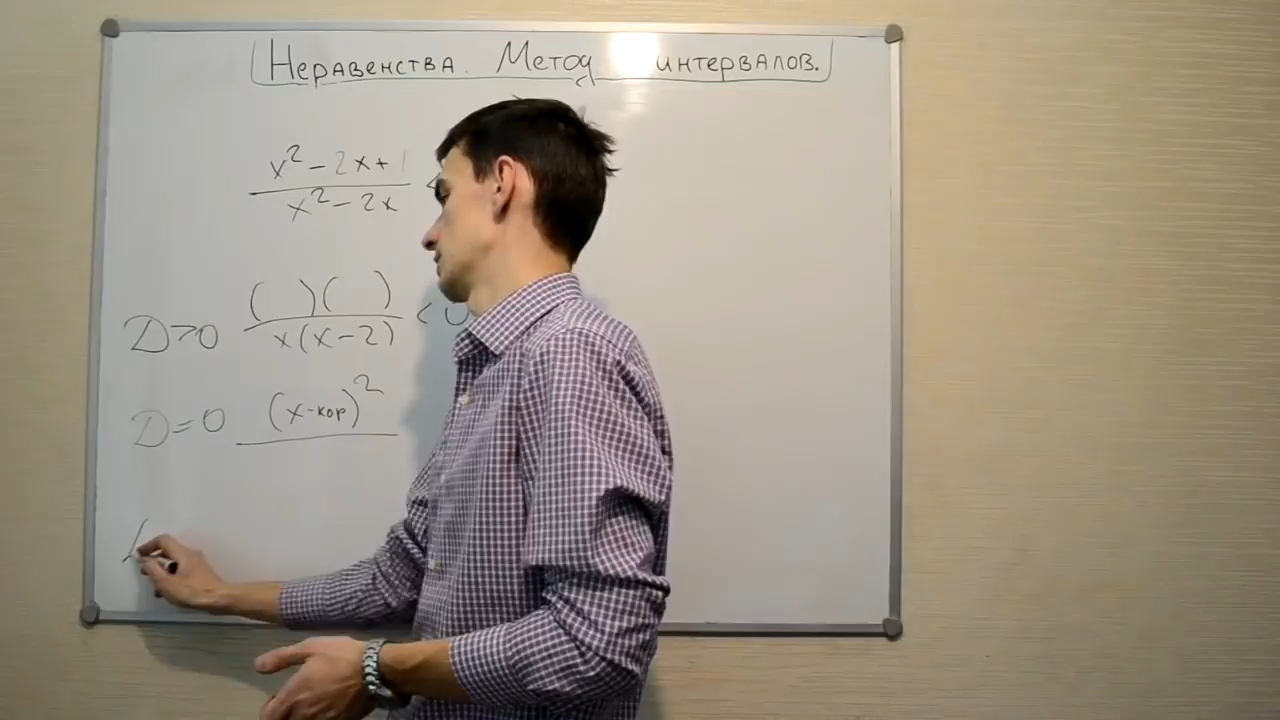 Неравенства. Метод интервалов.
x² - 2x + 1 <
x² - 2x
D>0 ( )( ) < 0
x(x-2)
D=0 (x-кор)²